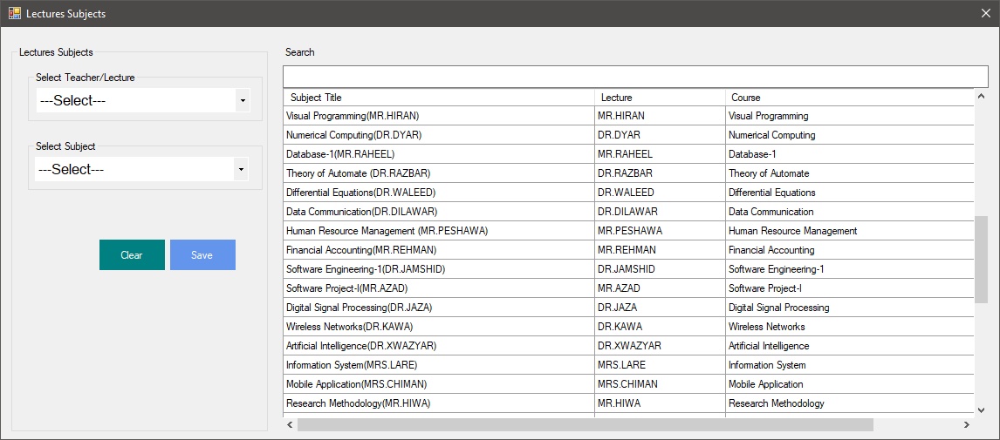 Lectures Subjects
Lectures Subjects
Select Teacher/Lecture
---Select---
Select Subject
---Select---
Clear Save
Search
Subject Title Lecture Course
Visual Programming(MR.HIRAN) MR.HIRAN Visual Programming
Numerical Computing(DR.DYAR) DR.DYAR Numerical Computing
Database-1(MR.RAHEEL) MR.RAHEEL Database-1
Theory of Automate (DR.RAZBAR) DR.RAZBAR Theory of Automate
Differential Equations(DR.WALEED) DR.WALEED Differential Equations
Data Communication(DR.DILAWAR) DR.DILAWAR Data Communication
Human Resource Management (MR.PESHAWA) MR.PESHAWA Human Resource Management
Financial Accounting(MR.REHMAN) MR.REHMAN Financial Accounting
Software Engineering-1(DR.JAMSHID) DR.JAMSHID Software Engineering-1
Software Project-I(MR.AZAD) MR.AZAD Software Project-I
Digital Signal Processing(DR.JAZA) DR.JAZA Digital Signal Processing
Wireless Networks(DR.KAWA) DR.KAWA Wireless Networks
Artificial Intelligence(DR.XWAZYAR) DR.XWAZYAR Artificial Intelligence
Information System(MRS.LARE) MRS.LARE Information System
Mobile Application(MRS.CHIMAN) MRS.CHIMAN Mobile Application
Research Methodology(MR.HIWA) MR.HIWA Research Methodology